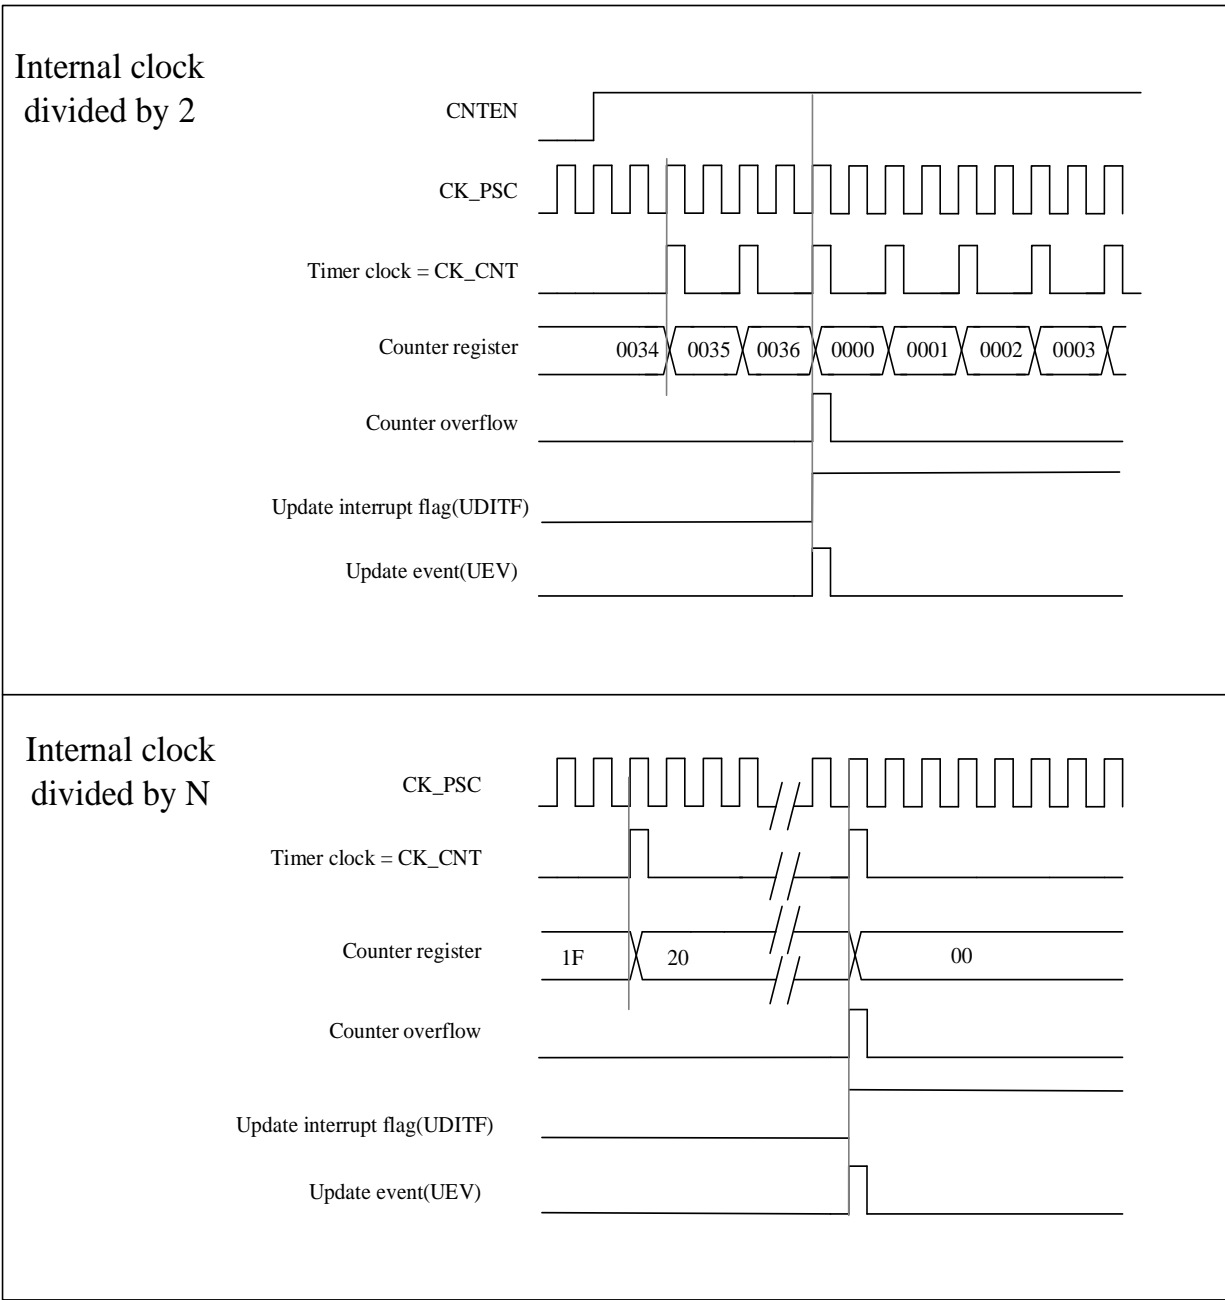 Internal clock
divided by 2
CNTEN
CK_PSC
Timer clock = CK_CNT
Counter register
0034 0035 0036 0000 0001 0002 0003
Counter overflow
Update interrupt flag(UDITF)
Update event(UEV)
Internal clock
divided by N
CK_PSC
Timer clock = CK_CNT
Counter register
1F 20 00
Counter overflow
Update interrupt flag(UDITF)
Update event(UEV)